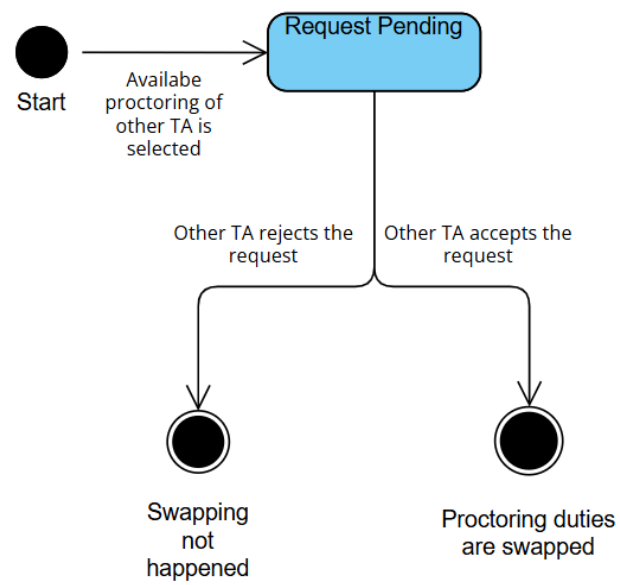 Request Pending
Start
Availabe
proctoring of
other TA is
selected
Other TA rejects the
request
Other TA accepts the
request
Swapping
not
happened
Proctoring duties
are swapped